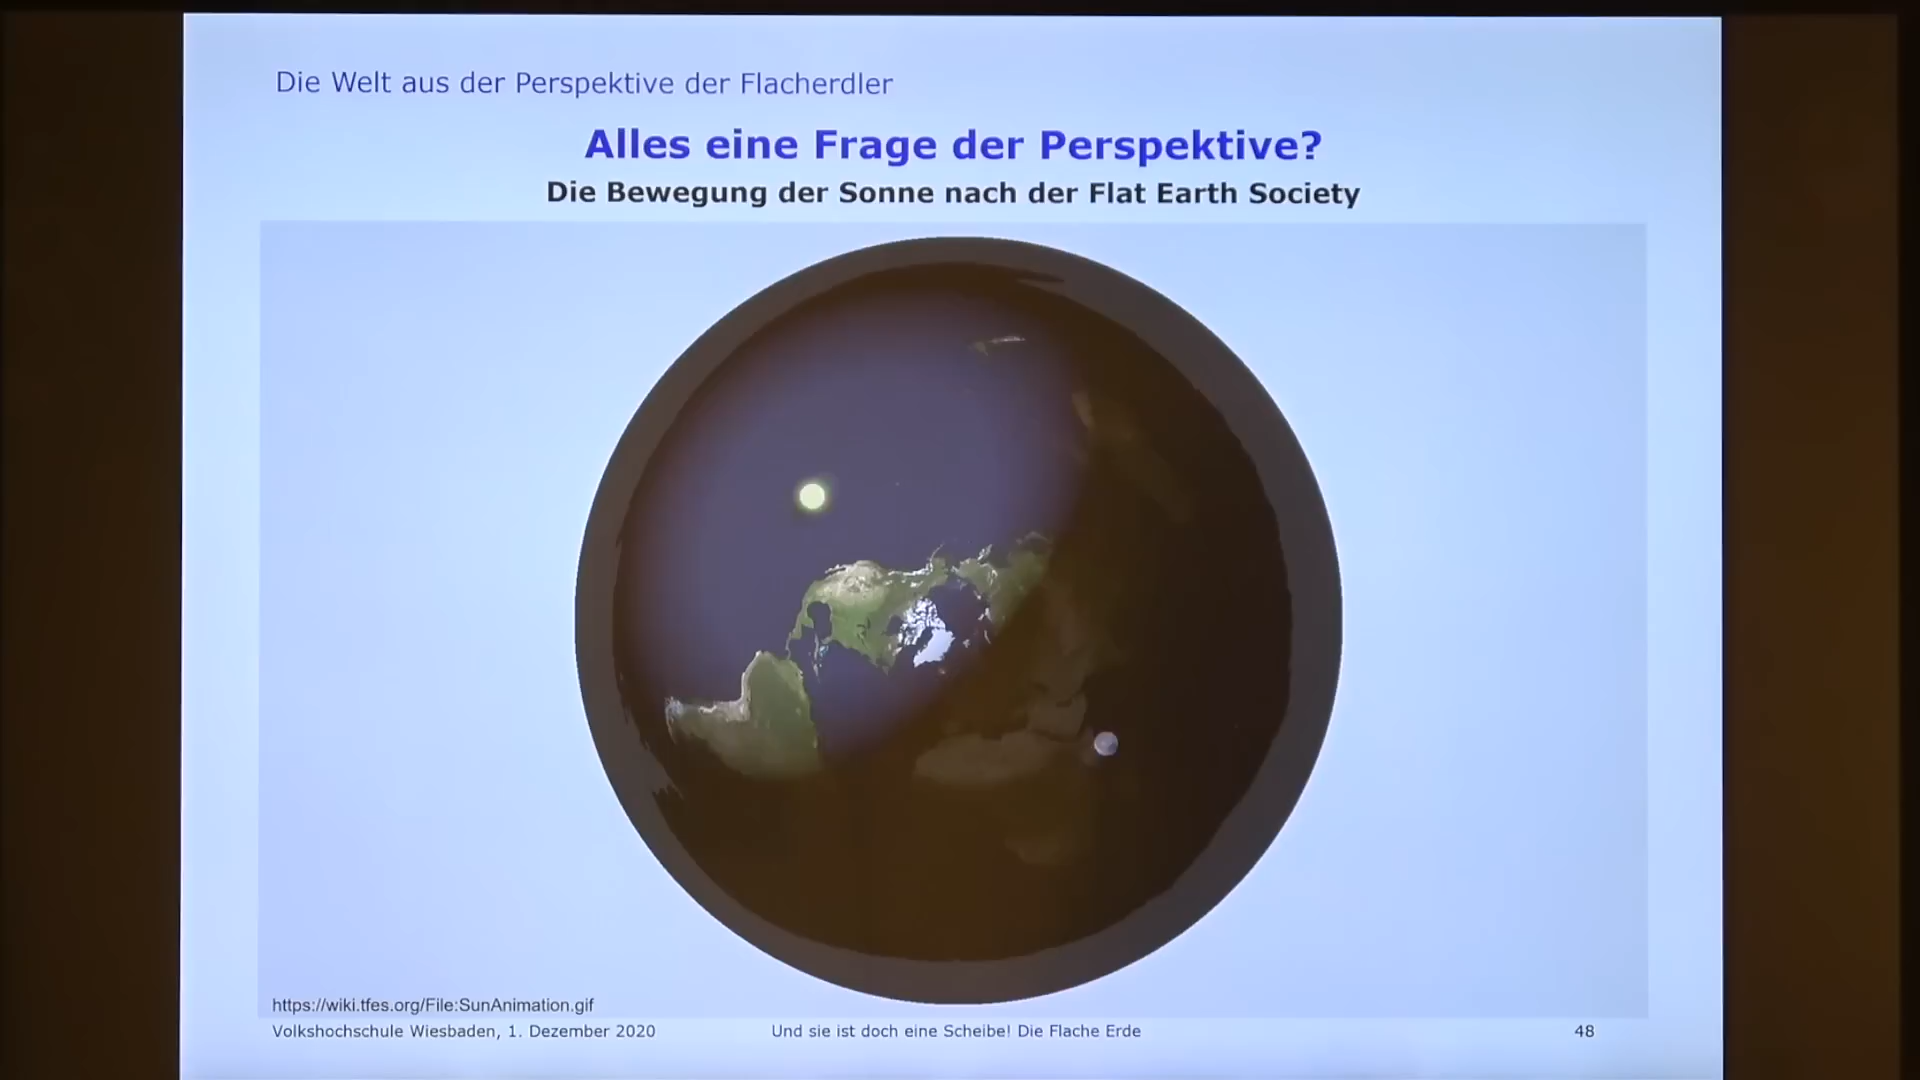 Die Welt aus der Perspektive der Flacherdler
Alles eine Frage der Perspektive?
Die Bewegung der Sonne nach der Flat Earth Society
https://wiki.tfes.org/File:SunAnimation.gif
Volkshochschule Wiesbaden, 1. Dezember 2020 Und sie ist doch eine Scheibe! Die Flache Erde 48